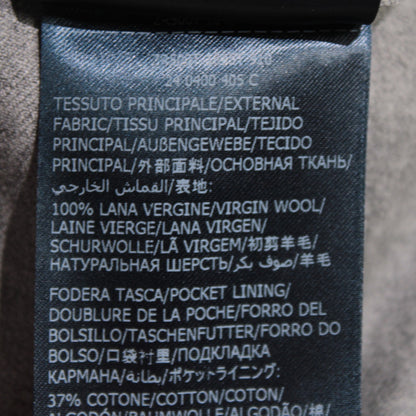 24 0400 405 C
TESSUTO PRINCIPALE/EXTERNAL
FABRIC/TISSU PRINCIPAL/TEJIDO
PRINCIPAL/AUßENGEWEBE/TECIDO
PRINCIPAL/外部面料/ОСНОВНАЯ ТКАНЬ/
القماش الخارجي/表地:
100% LANA VERGINE/VIRGIN WOOL/
LAINE VIERGE/LANA VIRGEN/
SCHURWOLLE/LÃ VIRGEM/初剪羊毛/
НАТУРАЛЬНАЯ ШЕРСТЬ/صوف بكر/羊毛
FODERA TASCA/POCKET LINING/
DOUBLURE DE LA POCHE/FORRO DEL
BOLSILLO/TASCHENFUTTER/FORRO DO
BOLSO/口袋衬里/ПОДКЛАДКА
КАРМАНА/بطانة/ポケットライニング:
37% COTONE/COTTON/COTON/
ALGODÓN/BAUMWOLLE/ALGODÃO/棉/